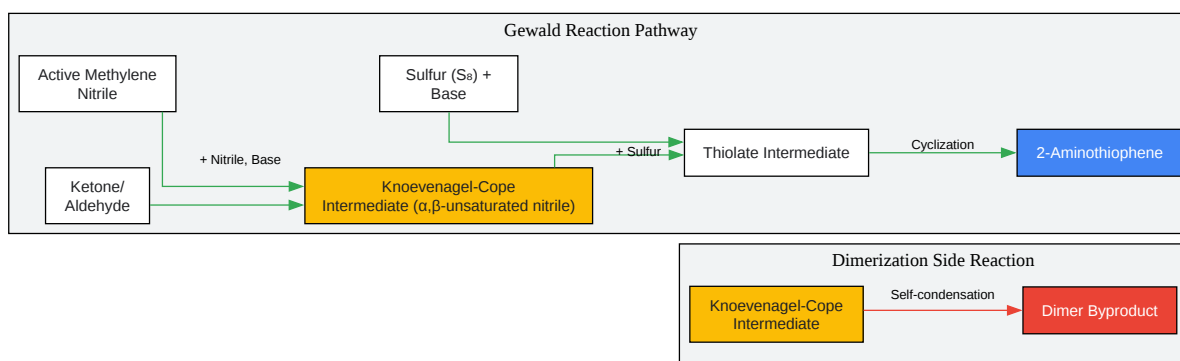 Gewald Reaction Pathway
Active Methylene
Nitrile
Sulfur (S₈) +
Base
+ Nitrile, Base
+ Sulfur
Thiolate Intermediate
Cyclization
2-Aminothiophene
Ketone/
Aldehyde
Knoevenagel-Cope
Intermediate (α,β-unsaturated nitrile)
Dimerization Side Reaction
Knoevenagel-Cope
Intermediate
Self-condensation
Dimer Byproduct